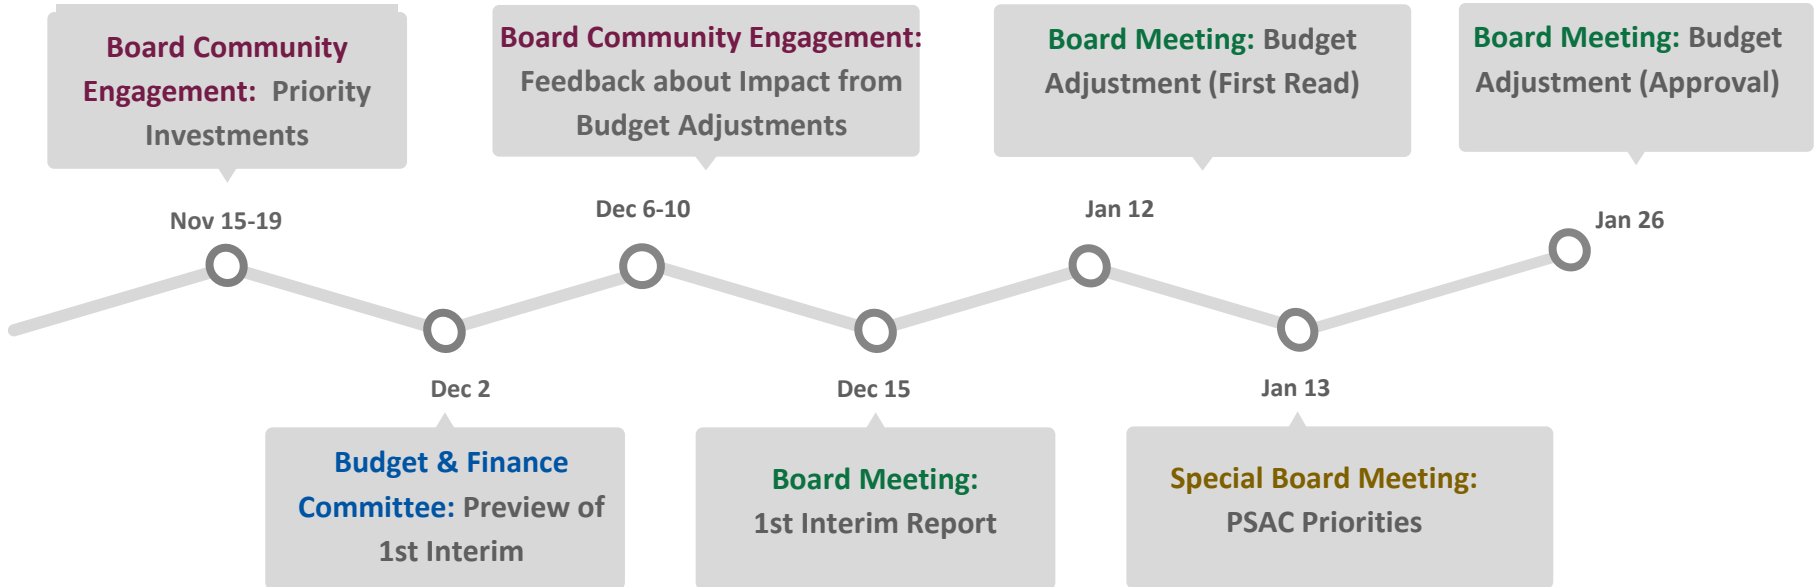 Board Community
Engagement: Priority
Investments
Nov 15-19
Dec 2
Budget & Finance
Committee: Preview of
1st Interim
Board Community Engagement:
Feedback about Impact from
Budget Adjustments
Dec 6-10
Dec 15
Board Meeting:
1st Interim Report
Board Meeting: Budget
Adjustment (First Read)
Jan 12
Jan 13
Special Board Meeting:
PSAC Priorities
Board Meeting: Budget
Adjustment (Approval)
Jan 26